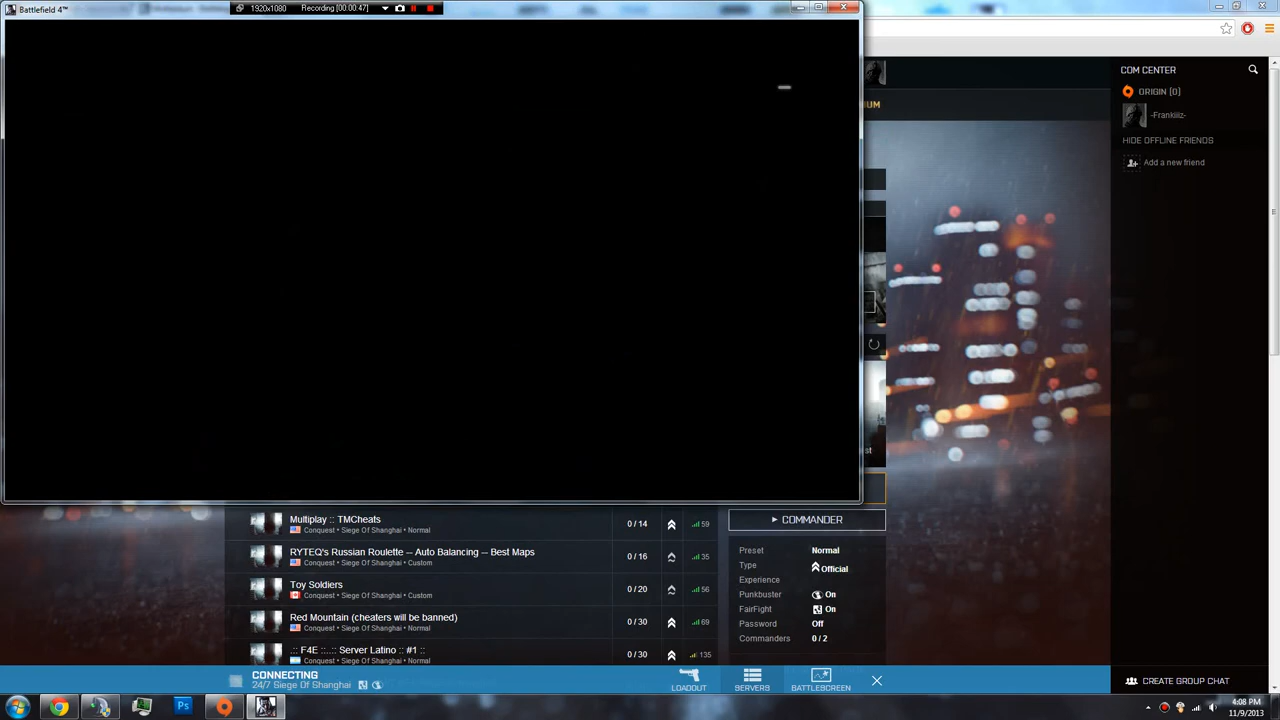 Battlefield 4™
1920x1080
Recording [00:00:47]
UM
COM CENTER
ORIGIN [0]
-Frankiiiz-
HIDE OFFLINE FRIENDS
Add a new friend
st
Multiplay :: TMCheats
Conquest • Siege Of Shanghai • Normal
0 / 14
59
COMMANDER
RYTEQ's Russian Roulette -- Auto Balancing -- Best Maps
Conquest • Siege Of Shanghai • Custom
0 / 16
35
Preset Normal
Type Official
Experience
Toy Soldiers
Conquest • Siege Of Shanghai • Custom
0 / 20
56
Punkbuster On
FairFight On
Red Mountain (cheaters will be banned)
Conquest • Siege Of Shanghai • Normal
0 / 30
69
Password Off
Commanders 0 / 2
.:: F4E ::..:: Server Latino :: #1 ::
Conquest • Siege Of Shanghai • Normal
0 / 30
135
CONNECTING
24/7 Siege Of Shanghai
LOADOUT
SERVERS
BATTLESCREEN
CREATE GROUP CHAT
Ps
4:08 PM
11/9/2013